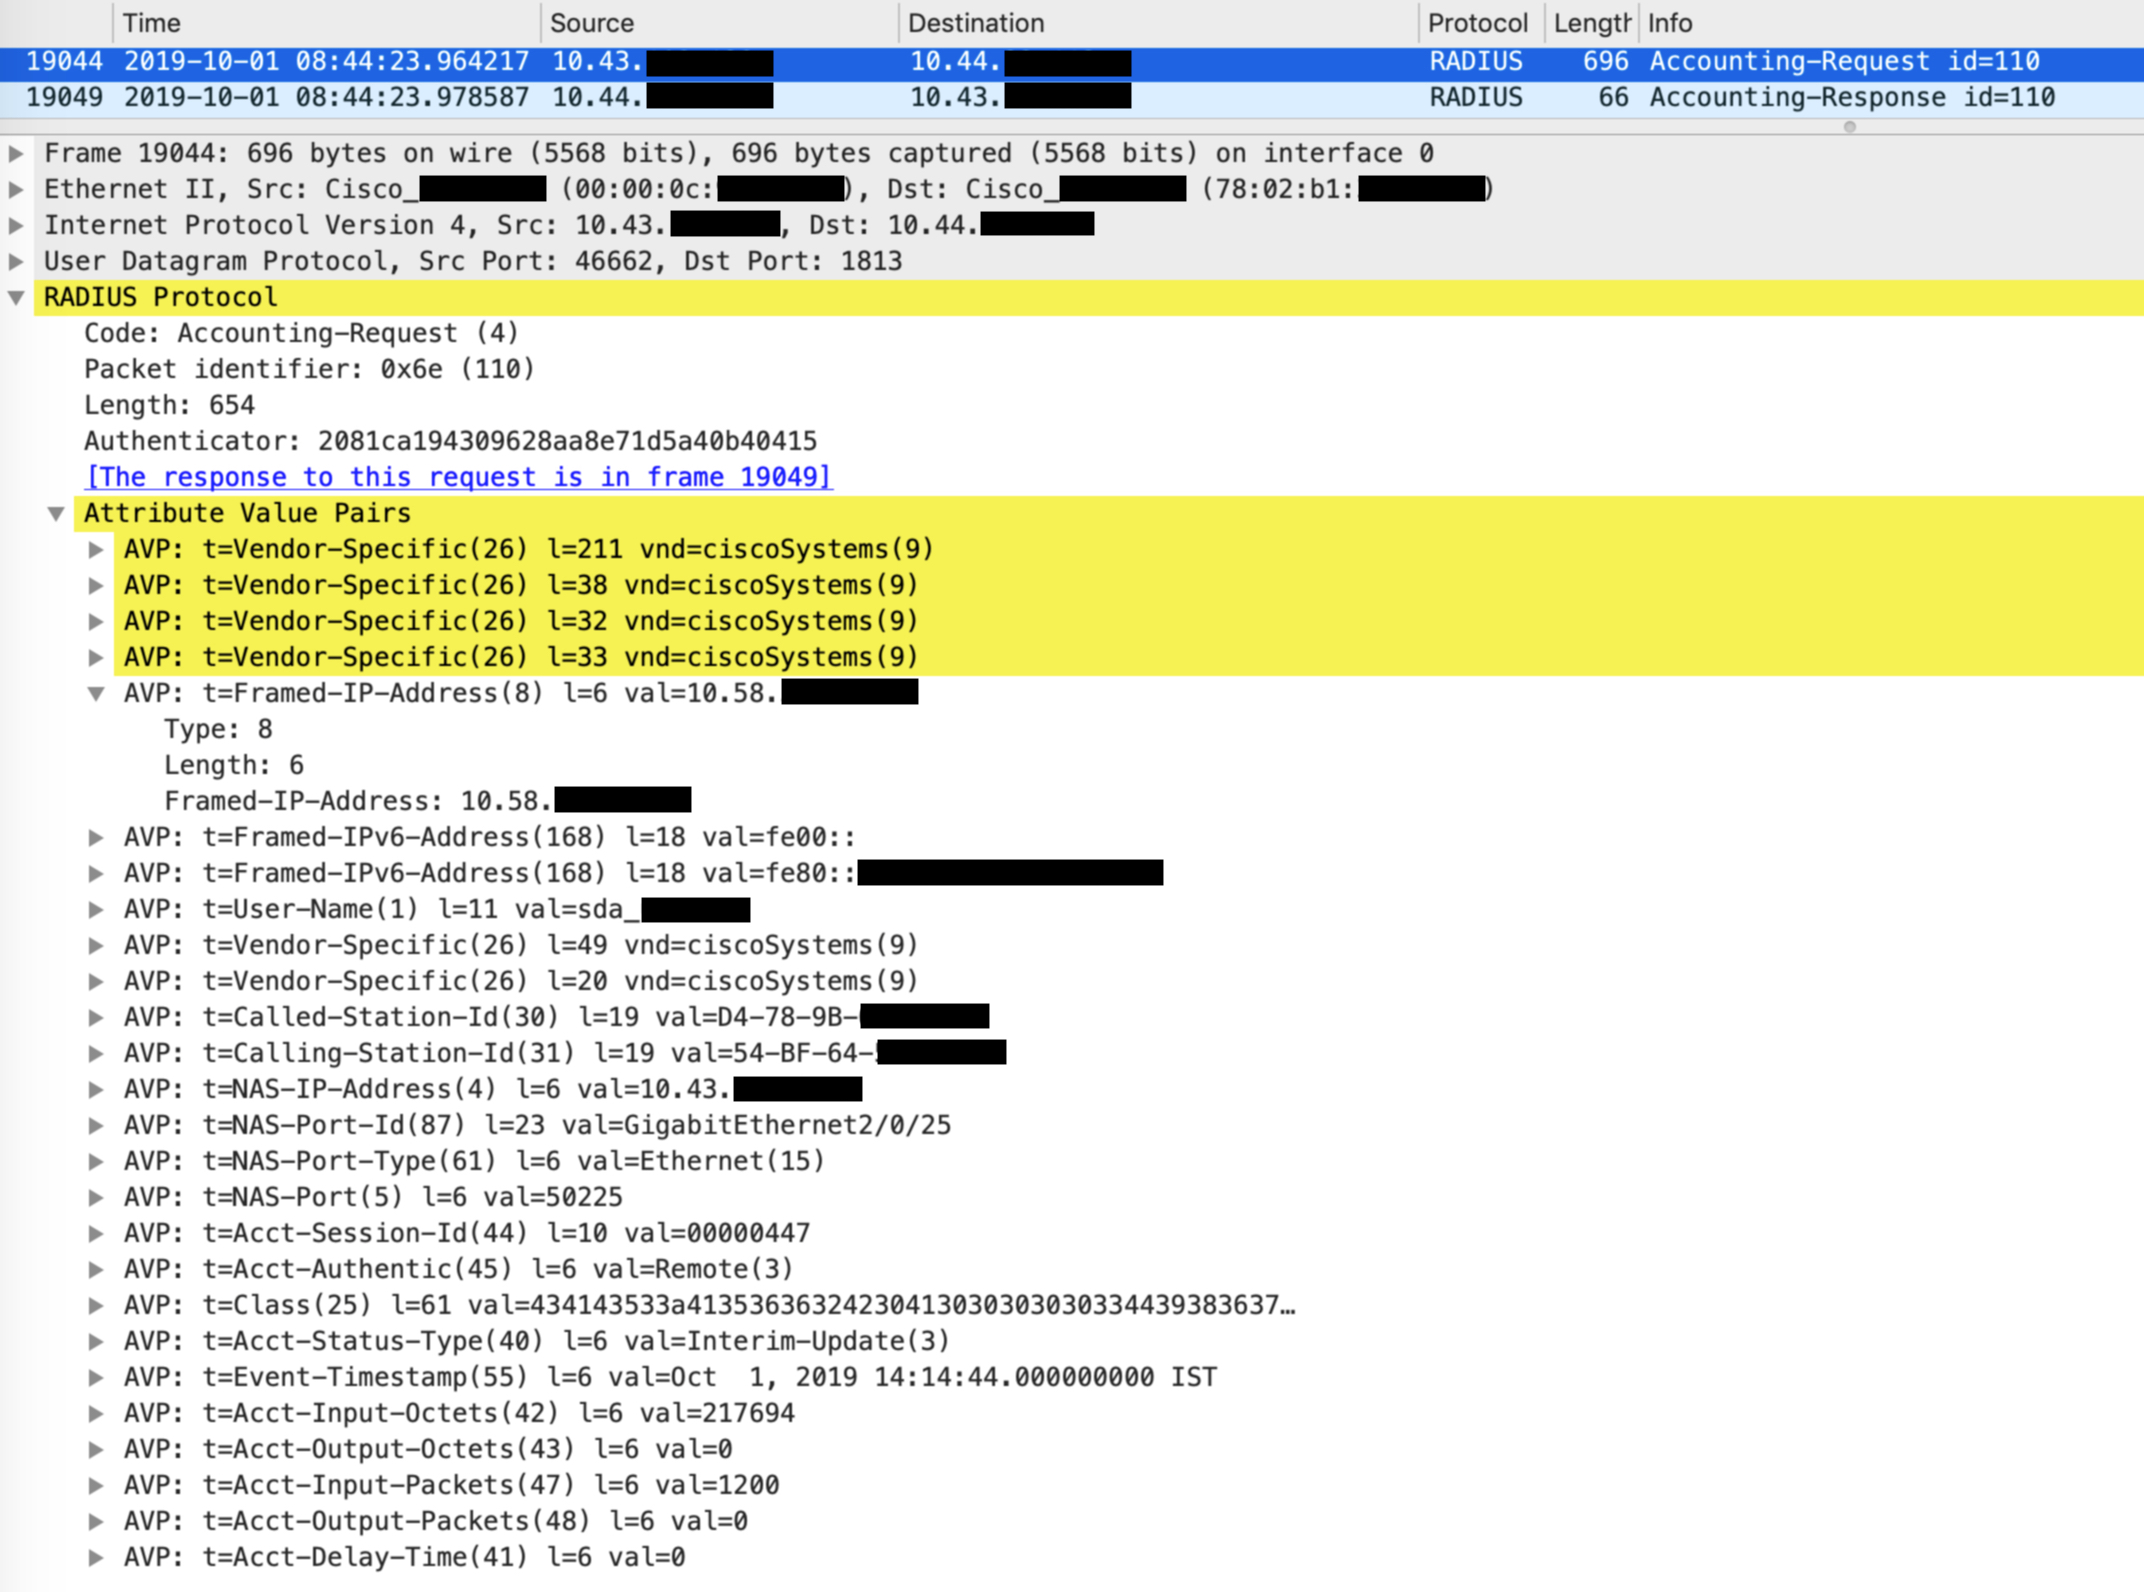 Time Source Destination Protocol Length Info
19044 2019-10-01 08:44:23.964217 10.43. 10.44. RADIUS 696 Accounting-Request id=110
19049 2019-10-01 08:44:23.978587 10.44. 10.43. RADIUS 66 Accounting-Response id=110
Frame 19044: 696 bytes on wire (5568 bits), 696 bytes captured (5568 bits) on interface 0
Ethernet II, Src: Cisco_ (00:00:0c: ), Dst: Cisco_ (78:02:b1: )
Internet Protocol Version 4, Src: 10.43. , Dst: 10.44.
User Datagram Protocol, Src Port: 46662, Dst Port: 1813
RADIUS Protocol
Code: Accounting-Request (4)
Packet identifier: 0x6e (110)
Length: 654
Authenticator: 2081ca194309628aa8e71d5a40b40415
[The response to this request is in frame 19049]
Attribute Value Pairs
AVP: t=Vendor-Specific(26) l=211 vnd=ciscoSystems(9)
AVP: t=Vendor-Specific(26) l=38 vnd=ciscoSystems(9)
AVP: t=Vendor-Specific(26) l=32 vnd=ciscoSystems(9)
AVP: t=Vendor-Specific(26) l=33 vnd=ciscoSystems(9)
AVP: t=Framed-IP-Address(8) l=6 val=10.58.
Type: 8
Length: 6
Framed-IP-Address: 10.58.
AVP: t=Framed-IPv6-Address(168) l=18 val=fe00::
AVP: t=Framed-IPv6-Address(168) l=18 val=fe80::
AVP: t=User-Name(1) l=11 val=sda_
AVP: t=Vendor-Specific(26) l=49 vnd=ciscoSystems(9)
AVP: t=Vendor-Specific(26) l=20 vnd=ciscoSystems(9)
AVP: t=Called-Station-Id(30) l=19 val=D4-78-9B-
AVP: t=Calling-Station-Id(31) l=19 val=54-BF-64-
AVP: t=NAS-IP-Address(4) l=6 val=10.43.
AVP: t=NAS-Port-Id(87) l=23 val=GigabitEthernet2/0/25
AVP: t=NAS-Port-Type(61) l=6 val=Ethernet(15)
AVP: t=NAS-Port(5) l=6 val=50225
AVP: t=Acct-Session-Id(44) l=10 val=00000447
AVP: t=Acct-Authentic(45) l=6 val=Remote(3)
AVP: t=Class(25) l=61 val=434143533a41353636324230413030303030334439383637…
AVP: t=Acct-Status-Type(40) l=6 val=Interim-Update(3)
AVP: t=Event-Timestamp(55) l=6 val=Oct  1, 2019 14:14:44.000000000 IST
AVP: t=Acct-Input-Octets(42) l=6 val=217694
AVP: t=Acct-Output-Octets(43) l=6 val=0
AVP: t=Acct-Input-Packets(47) l=6 val=1200
AVP: t=Acct-Output-Packets(48) l=6 val=0
AVP: t=Acct-Delay-Time(41) l=6 val=0